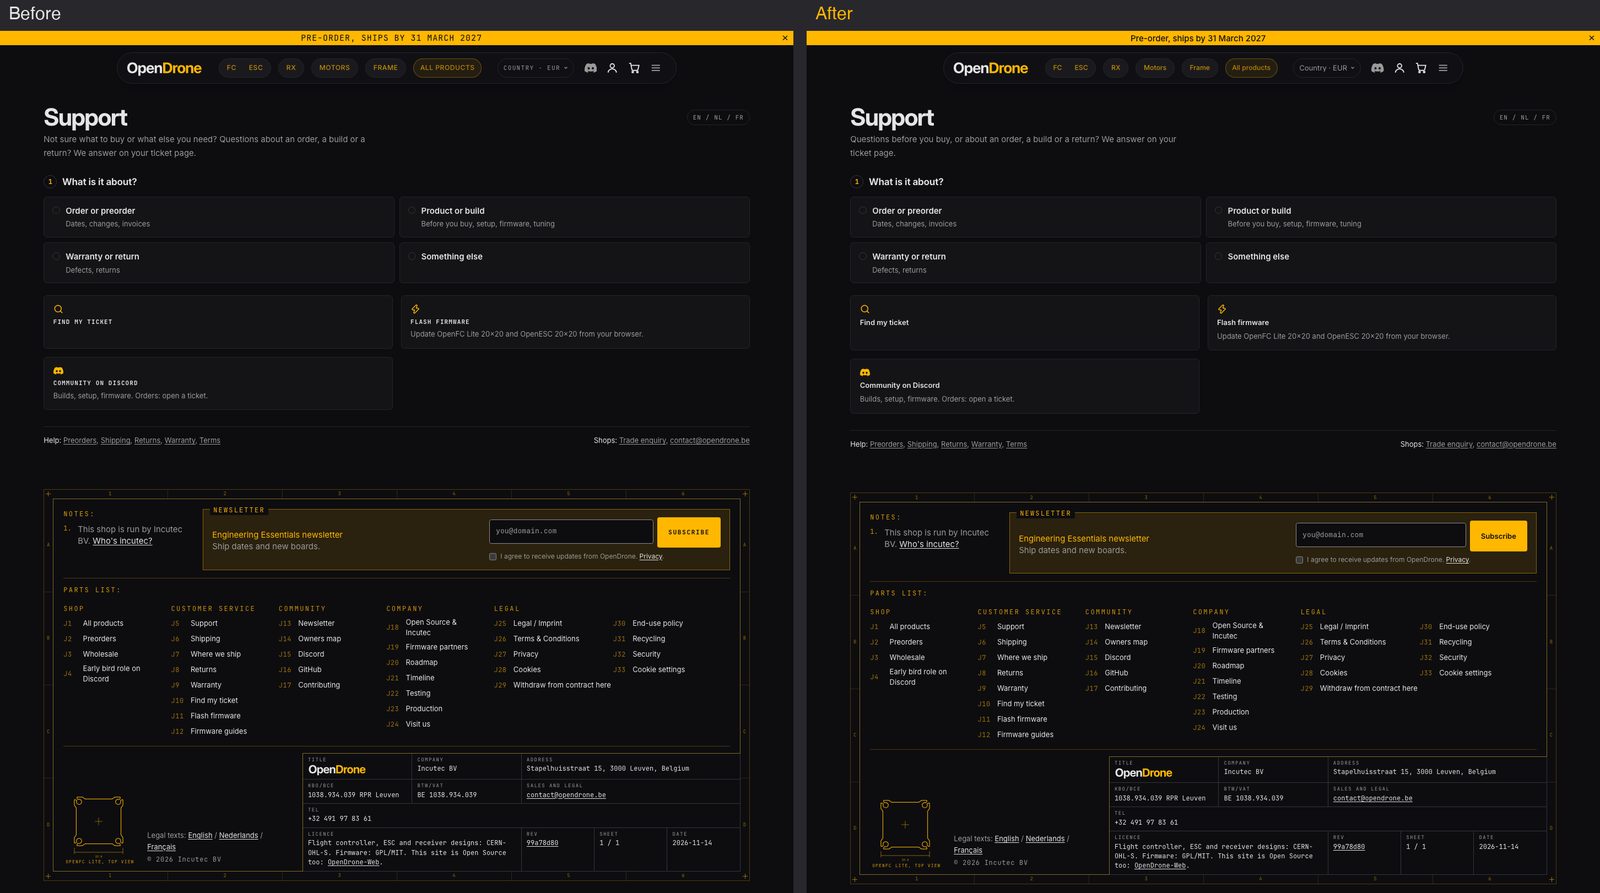 Before
PRE-ORDER, SHIPS BY 31 MARCH 2027
×
OpenDrone
FC ESC RX MOTORS FRAME ALL PRODUCTS COUNTRY · EUR
Support
EN / NL / FR
Not sure what to buy or what else you need? Questions about an order, a build or a
return? We answer on your ticket page.
1 What is it about?
Order or preorder
Dates, changes, invoices
Product or build
Before you buy, setup, firmware, tuning
Warranty or return
Defects, returns
Something else
FIND MY TICKET
FLASH FIRMWARE
Update OpenFC Lite 20×20 and OpenESC 20×20 from your browser.
COMMUNITY ON DISCORD
Builds, setup, firmware. Orders: open a ticket.
Help: Preorders, Shipping, Returns, Warranty, Terms
Shops: Trade enquiry, contact@opendrone.be
1 2 3 4 5 6
A
B
C
D
NOTES:
1. This shop is run by Incutec
BV. Who's Incutec?
NEWSLETTER
Engineering Essentials newsletter
Ship dates and new boards.
you@domain.com
SUBSCRIBE
I agree to receive updates from OpenDrone. Privacy.
PARTS LIST:
SHOP
J1 All products
J2 Preorders
J3 Wholesale
J4 Early bird role on
Discord
CUSTOMER SERVICE
J5 Support
J6 Shipping
J7 Where we ship
J8 Returns
J9 Warranty
J10 Find my ticket
J11 Flash firmware
J12 Firmware guides
COMMUNITY
J13 Newsletter
J14 Owners map
J15 Discord
J16 GitHub
J17 Contributing
COMPANY
J18 Open Source &
Incutec
J19 Firmware partners
J20 Roadmap
J21 Timeline
J22 Testing
J23 Production
J24 Visit us
LEGAL
J25 Legal / Imprint
J26 Terms & Conditions
J27 Privacy
J28 Cookies
J29 Withdraw from contract here
J30 End-use policy
J31 Recycling
J32 Security
J33 Cookie settings
OPENFC LITE, TOP VIEW
Legal texts: English / Nederlands /
Français
© 2026 Incutec BV
TITLE
OpenDrone
COMPANY
Incutec BV
ADDRESS
Stapelhuisstraat 15, 3000 Leuven, Belgium
KBO/BCE
1038.934.039 RPR Leuven
BTW/VAT
BE 1038.934.039
SALES AND LEGAL
contact@opendrone.be
TEL
+32 491 97 83 61
LICENCE
Flight controller, ESC and receiver designs: CERN-
OHL-S. Firmware: GPL/MIT. This site is Open Source
too: OpenDrone-Web.
REV
99a78d80
SHEET
1 / 1
DATE
2026-11-14
1 2 3 4 5 6
After
Pre-order, ships by 31 March 2027
×
OpenDrone
FC ESC RX Motors Frame All products Country · EUR
Support
EN / NL / FR
Questions before you buy, or about an order, a build or a return? We answer on your
ticket page.
1 What is it about?
Order or preorder
Dates, changes, invoices
Product or build
Before you buy, setup, firmware, tuning
Warranty or return
Defects, returns
Something else
Find my ticket
Flash firmware
Update OpenFC Lite 20×20 and OpenESC 20×20 from your browser.
Community on Discord
Builds, setup, firmware. Orders: open a ticket.
Help: Preorders, Shipping, Returns, Warranty, Terms
Shops: Trade enquiry, contact@opendrone.be
1 2 3 4 5 6
A
B
C
D
NOTES:
1. This shop is run by Incutec
BV. Who's Incutec?
NEWSLETTER
Engineering Essentials newsletter
Ship dates and new boards.
you@domain.com
Subscribe
I agree to receive updates from OpenDrone. Privacy.
PARTS LIST:
SHOP
J1 All products
J2 Preorders
J3 Wholesale
J4 Early bird role on
Discord
CUSTOMER SERVICE
J5 Support
J6 Shipping
J7 Where we ship
J8 Returns
J9 Warranty
J10 Find my ticket
J11 Flash firmware
J12 Firmware guides
COMMUNITY
J13 Newsletter
J14 Owners map
J15 Discord
J16 GitHub
J17 Contributing
COMPANY
J18 Open Source &
Incutec
J19 Firmware partners
J20 Roadmap
J21 Timeline
J22 Testing
J23 Production
J24 Visit us
LEGAL
J25 Legal / Imprint
J26 Terms & Conditions
J27 Privacy
J28 Cookies
J29 Withdraw from contract here
J30 End-use policy
J31 Recycling
J32 Security
J33 Cookie settings
OPENFC LITE, TOP VIEW
Legal texts: English / Nederlands /
Français
© 2026 Incutec BV
TITLE
OpenDrone
COMPANY
Incutec BV
ADDRESS
Stapelhuisstraat 15, 3000 Leuven, Belgium
KBO/BCE
1038.934.039 RPR Leuven
BTW/VAT
BE 1038.934.039
SALES AND LEGAL
contact@opendrone.be
TEL
+32 491 97 83 61
LICENCE
Flight controller, ESC and receiver designs: CERN-
OHL-S. Firmware: GPL/MIT. This site is Open Source
too: OpenDrone-Web.
REV
99a78d80
SHEET
1 / 1
DATE
2026-11-14
1 2 3 4 5 6